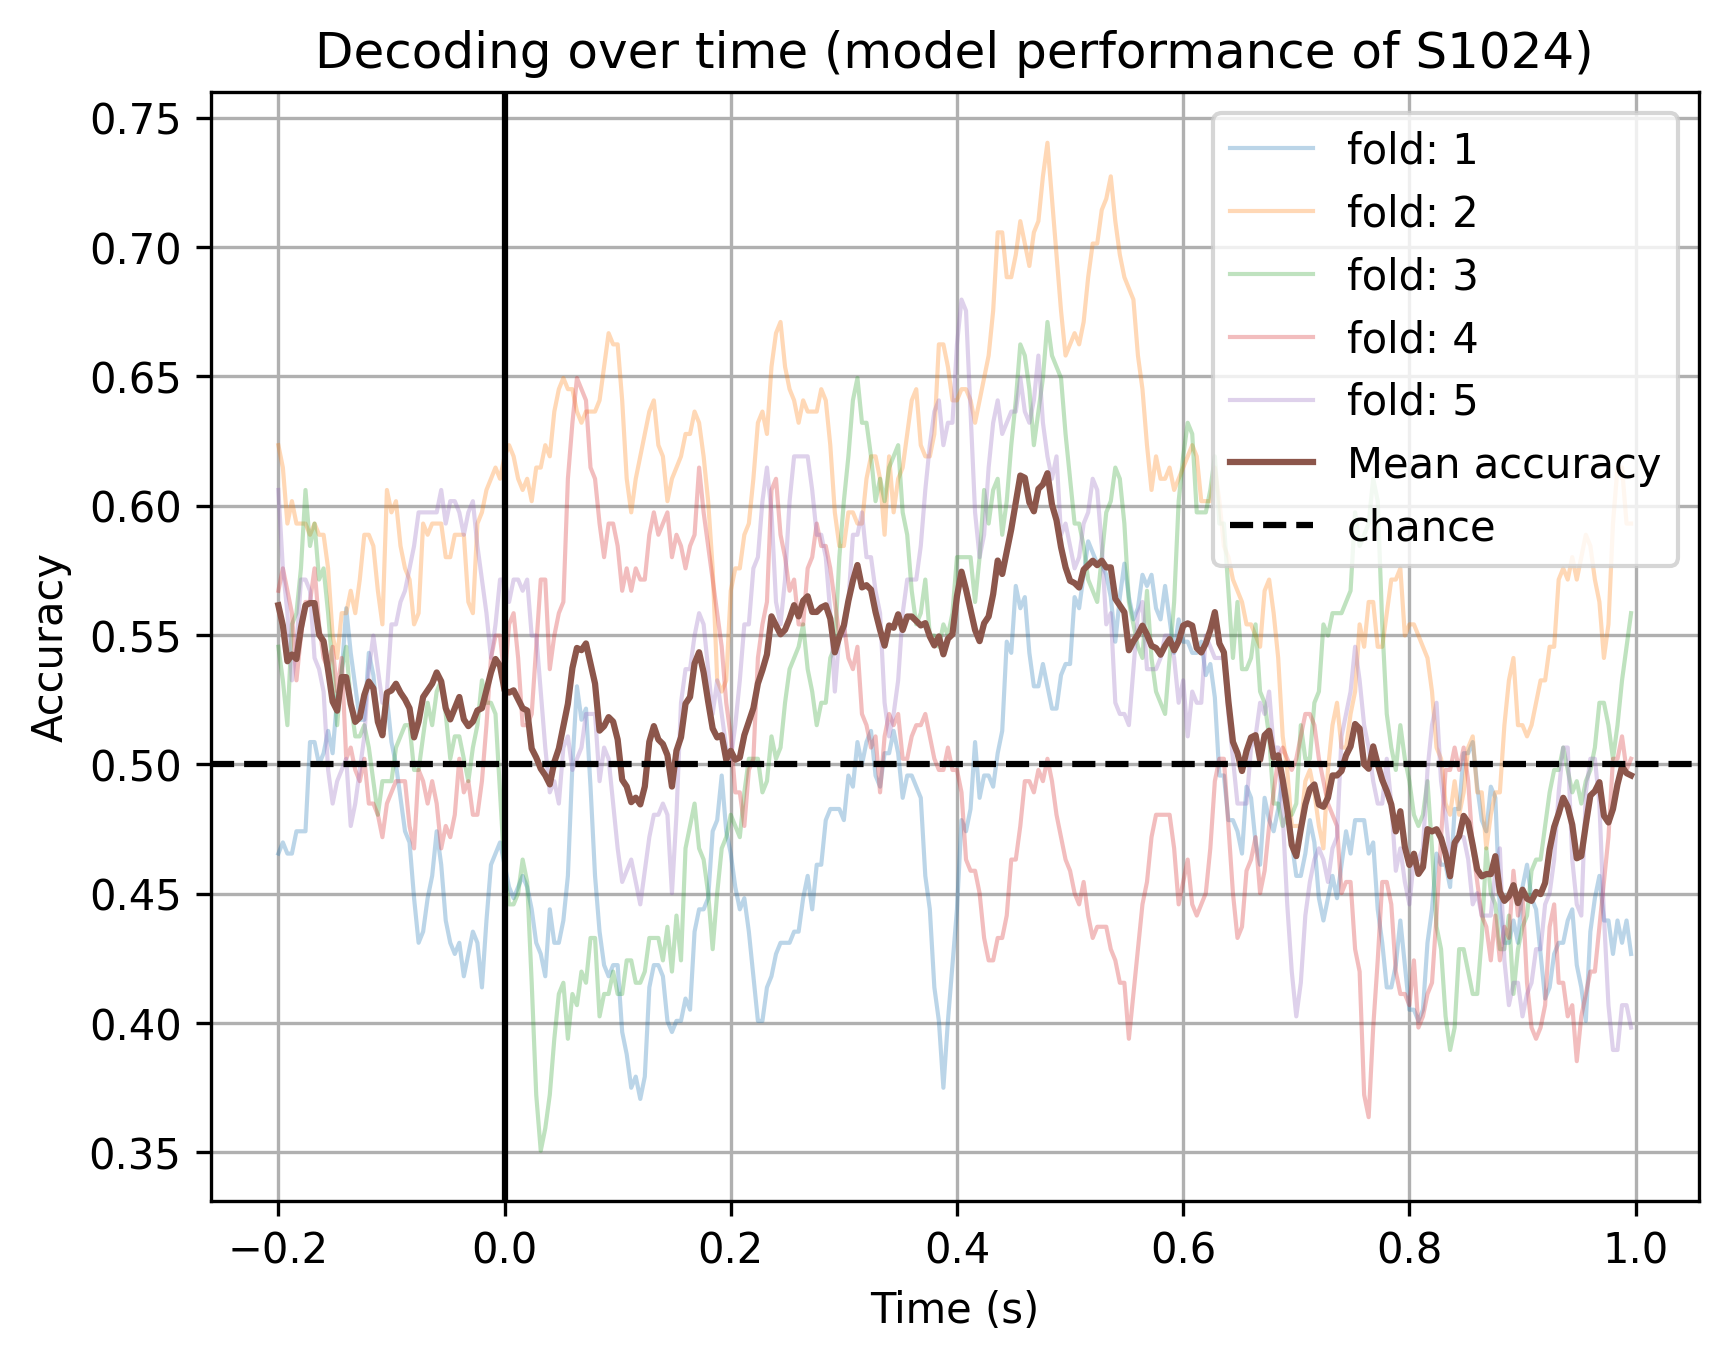 Decoding over time (model performance of S1024)
0.75
0.70
0.65
0.60
0.55
0.50
0.45
0.40
0.35
Accuracy
fold: 1
fold: 2
fold: 3
fold: 4
fold: 5
Mean accuracy
chance
−0.2
0.0
0.2
0.4
0.6
0.8
1.0
Time (s)